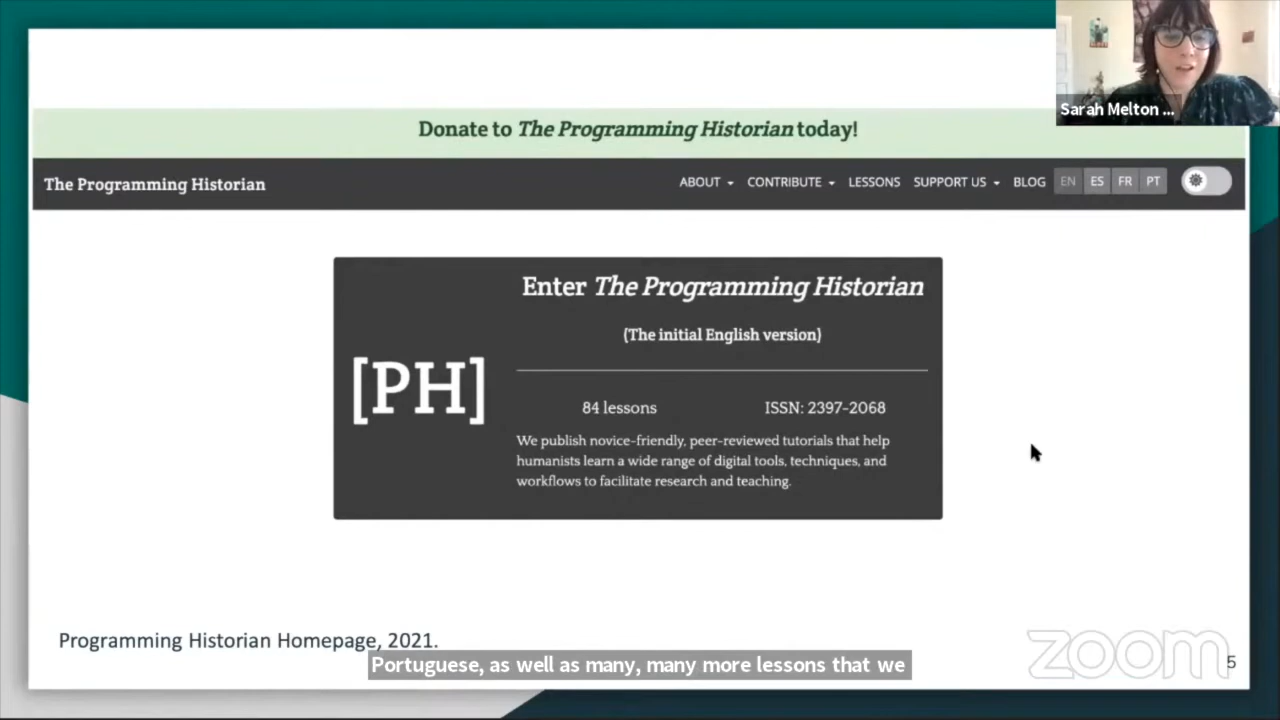 Sarah Melton ...
Donate to The Programming Historian today!
The Programming Historian
ABOUT CONTRIBUTE LESSONS SUPPORT US BLOG EN ES FR PT
Enter The Programming Historian
(The initial English version)
[PH]
84 lessons ISSN: 2397-2068
We publish novice-friendly, peer-reviewed tutorials that help
humanists learn a wide range of digital tools, techniques, and
workflows to facilitate research and teaching.
Programming Historian Homepage, 2021.
Portuguese, as well as many, many more lessons that we
zoom
5